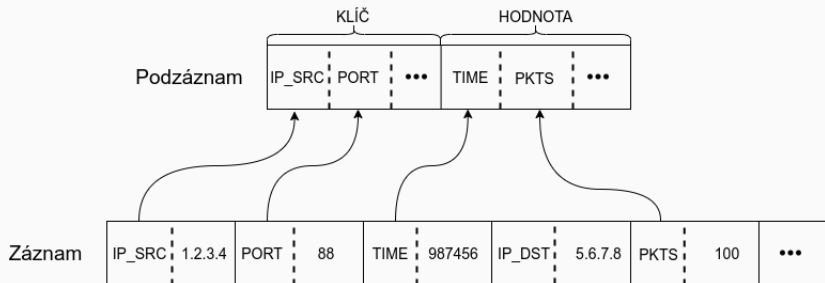 KLÍČ HODNOTA
Podzáznam IP_SRC PORT ••• TIME PKTS •••
Záznam IP_SRC 1.2.3.4 PORT 88 TIME 987456 IP_DST 5.6.7.8 PKTS 100 •••